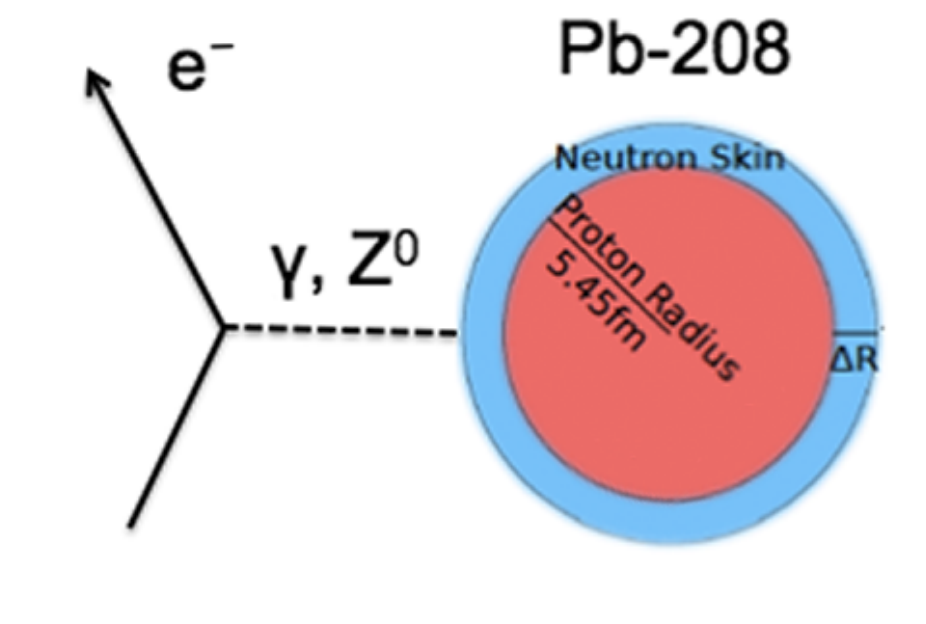 e⁻
Pb-208
Neutron Skin
γ, Z⁰
Proton Radius
5.45fm
ΔR